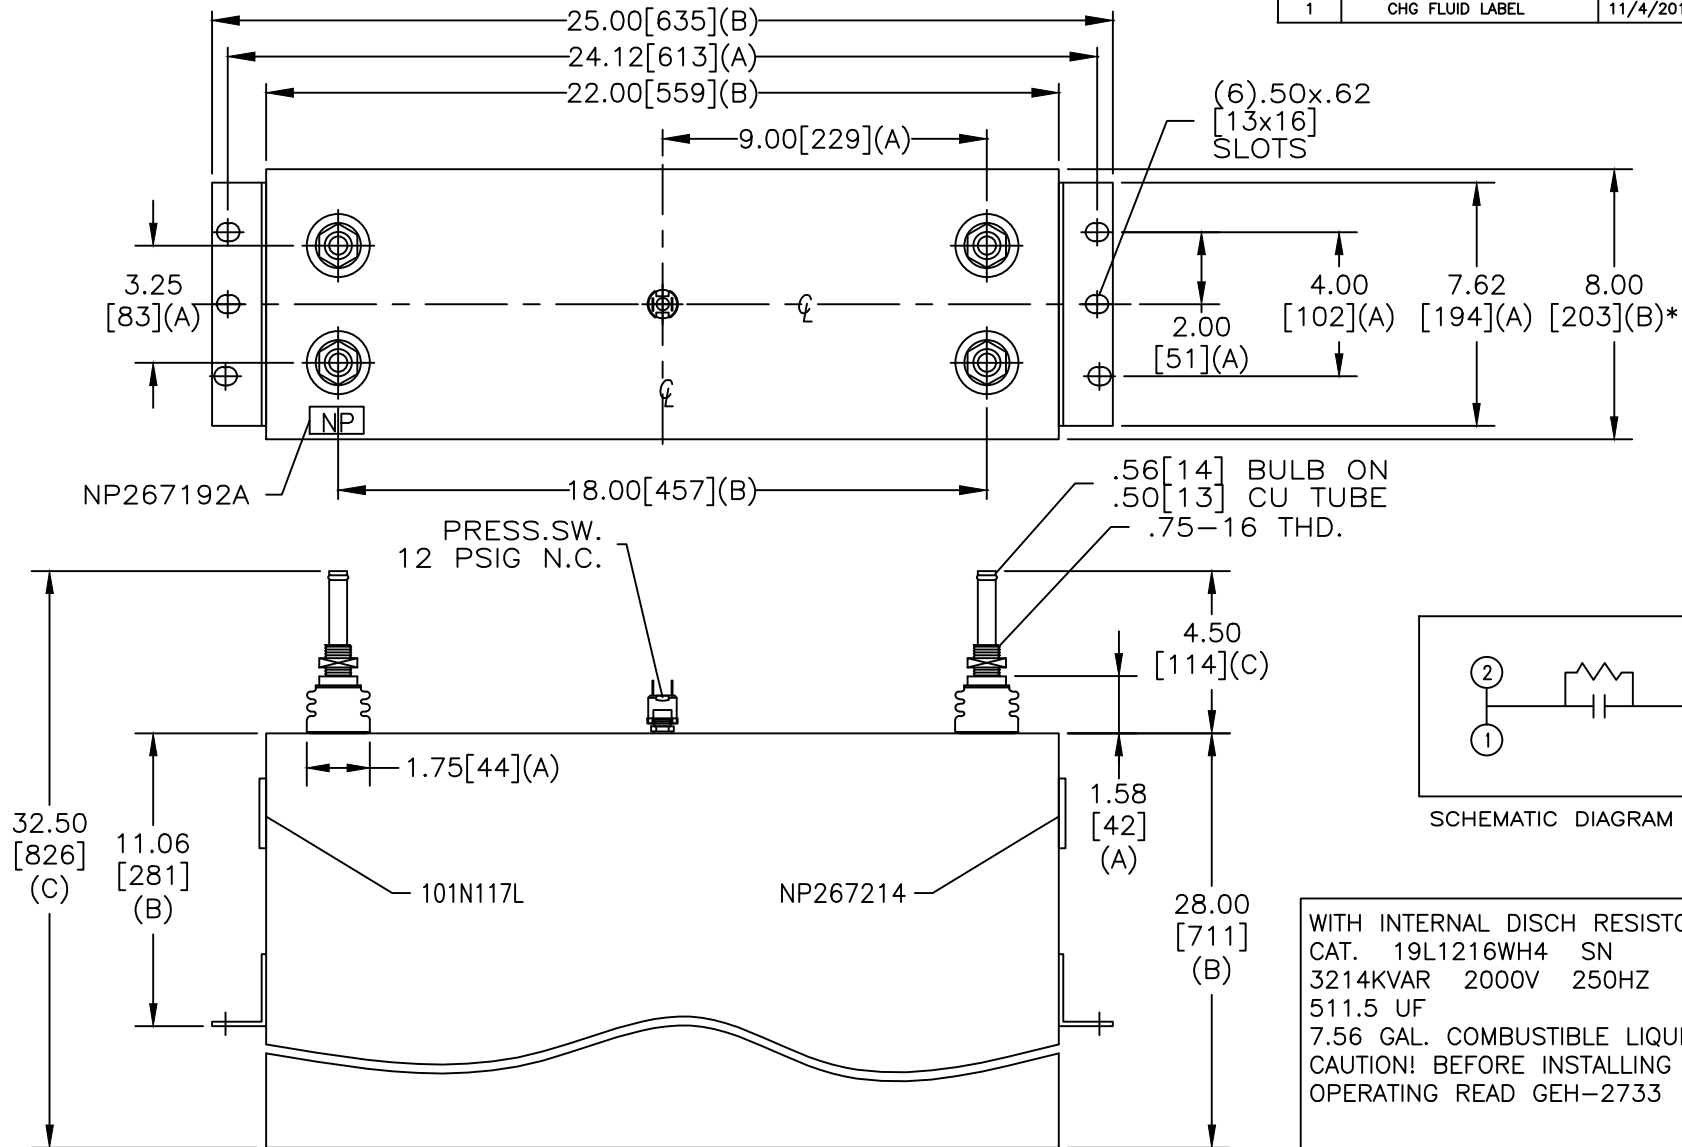 1 CHG FLUID LABEL
25.00[635](B)
24.12[613](A)
22.00[559](B)
9.00[229](A)
(6).50x.62
[13x16]
SLOTS
3.25
[83](A)
2.00
[51](A)
4.00
[102](A)
7.62
[194](A)
8.00
[203](B)*
℄
℄
NP
NP267192A
18.00[457](B)
.56[14] BULB ON
.50[13] CU TUBE
.75-16 THD.
PRESS.SW.
12 PSIG N.C.
4.50
[114](C)
1.75[44](A)
1.58
[42]
(A)
32.50
[826]
(C)
11.06
[281]
(B)
101N117L
NP267214
28.00
[711]
(B)
2
1
SCHEMATIC DIAGRAM
WITH INTERNAL DISCH
CAT. 19L1216WH4 SN
3214KVAR 2000V 250HZ
511.5 UF
7.56 GAL. COMBUSTIBLE
CAUTION! BEFORE INSTALLING
OPERATING READ GEH-2733